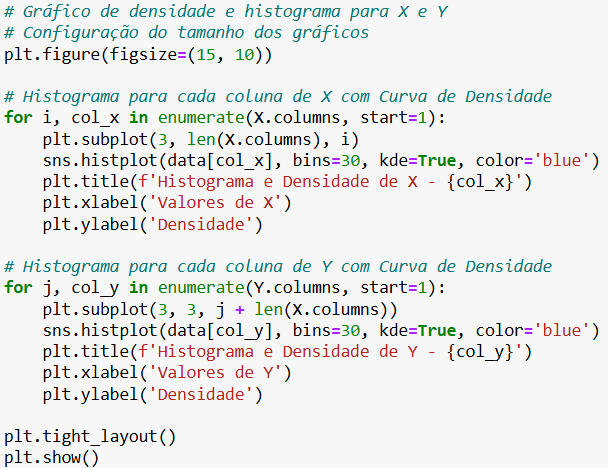 # Gráfico de densidade e histograma para X e Y
# Configuração do tamanho dos gráficos
plt.figure(figsize=(15, 10))

# Histograma para cada coluna de X com Curva de Densidade
for i, col_x in enumerate(X.columns, start=1):
    plt.subplot(3, len(X.columns), i)
    sns.histplot(data[col_x], bins=30, kde=True, color='blue')
    plt.title(f'Histograma e Densidade de X - {col_x}')
    plt.xlabel('Valores de X')
    plt.ylabel('Densidade')

# Histograma para cada coluna de Y com Curva de Densidade
for j, col_y in enumerate(Y.columns, start=1):
    plt.subplot(3, 3, j + len(X.columns))
    sns.histplot(data[col_y], bins=30, kde=True, color='blue')
    plt.title(f'Histograma e Densidade de Y - {col_y}')
    plt.xlabel('Valores de Y')
    plt.ylabel('Densidade')

plt.tight_layout()
plt.show()